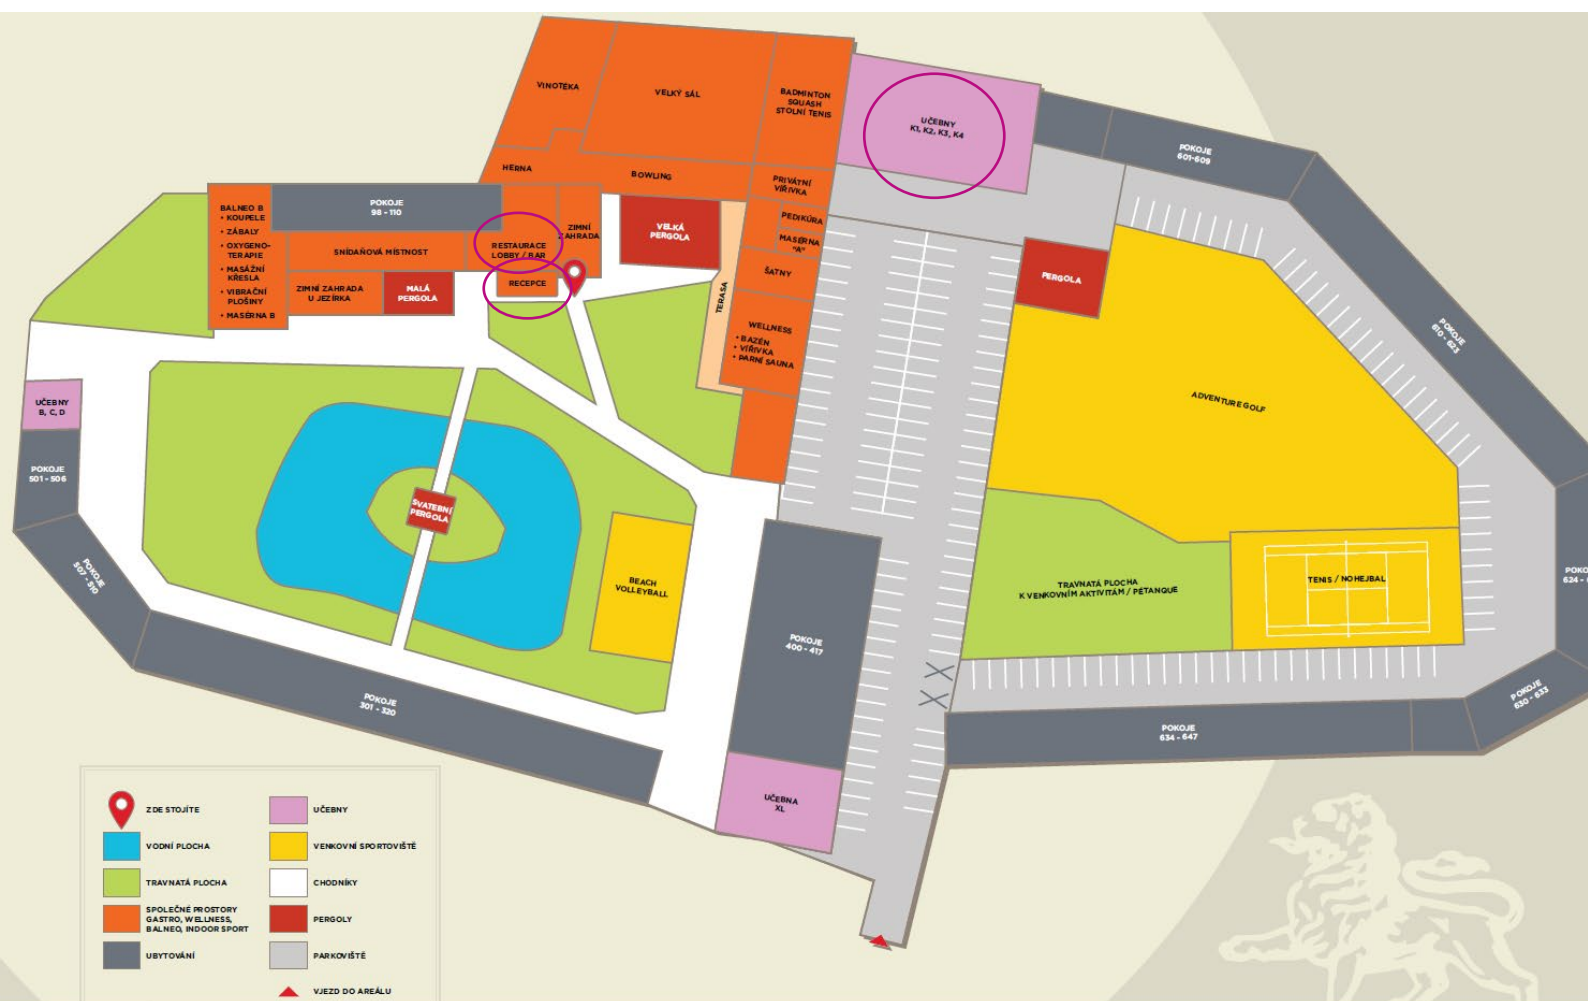 VINOTÉKA
VELKÝ SÁL
BADMINTON
SQUASH
STOLNÍ TENIS
UČEBNY
K1, K2, K3, K4
POKOJE
601-609
HERNA
BOWLING
PRIVÁTNÍ
VÍŘIVKA
BALNEO B
• KOUPELE
• ZÁBALY
• OXYGENO-
TERAPIE
• MASÁŽNÍ
KŘESLA
• VIBRAČNÍ
PLOŠINY
• MASÉRNA B
POKOJE
98 - 110
SNÍDAŇOVÁ MÍSTNOST
RESTAURACE
LOBBY / BAR
ZIMNÍ
ZAHRADA
VELKÁ
PERGOLA
PEDIKÚRA
MASÉRNA
"A"
ŠATNY
ZIMNÍ ZAHRADA
U JEZÍRKA
MALÁ
PERGOLA
RECEPCE
TERASA
PERGOLA
WELLNESS
• BAZÉN
• VÍŘIVKA
• PARNÍ SAUNA
POKOJE
610 - 623
UČEBNY
B, C, D
ADVENTURE GOLF
POKOJE
501 - 506
SVATEBNÍ
PERGOLA
POKOJE
507 - 510
BEACH
VOLLEYBALL
TRAVNATÁ PLOCHA
K VENKOVNÍM AKTIVITÁM / PÉTANQUE
TENIS / NOHEJBAL
POKO
624 -
POKOJE
400 - 417
POKOJE
301 - 320
POKOJE
630 - 633
POKOJE
634 - 647
UČEBNA
XL
ZDE STOJÍTE
UČEBNY
VODNÍ PLOCHA
VENKOVNÍ SPORTOVIŠTĚ
TRAVNATÁ PLOCHA
CHODNÍKY
SPOLEČNÉ PROSTORY
GASTRO, WELLNESS,
BALNEO, INDOOR SPORT
PERGOLY
UBYTOVÁNÍ
PARKOVIŠTĚ
VJEZD DO AREÁLU